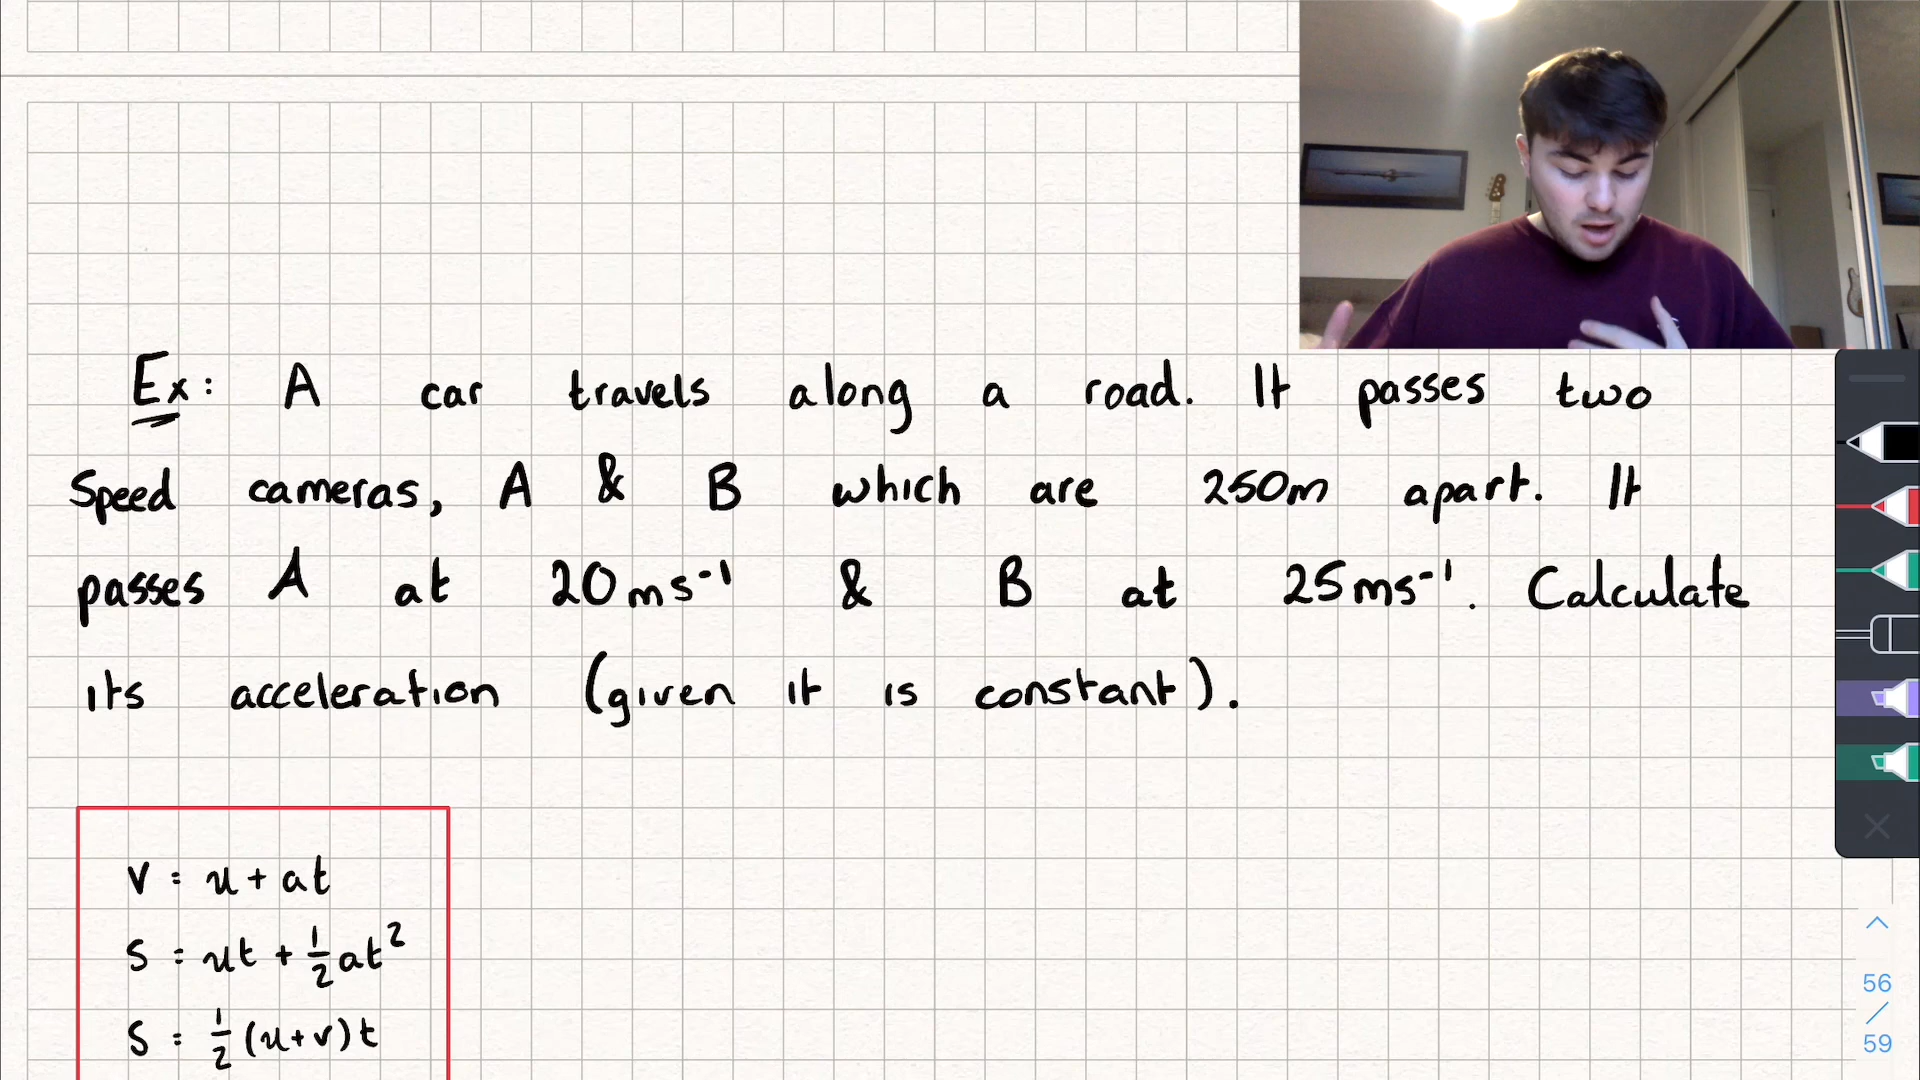 Ex: A car travels along a road. It passes two
Speed cameras, A & B which are 250m apart. It
passes A at 20ms⁻¹ & B at 25ms⁻¹. Calculate
its acceleration (given it is constant).
v = u + at
S = ut + ½at²
S = ½(u+v)t
56
/
59